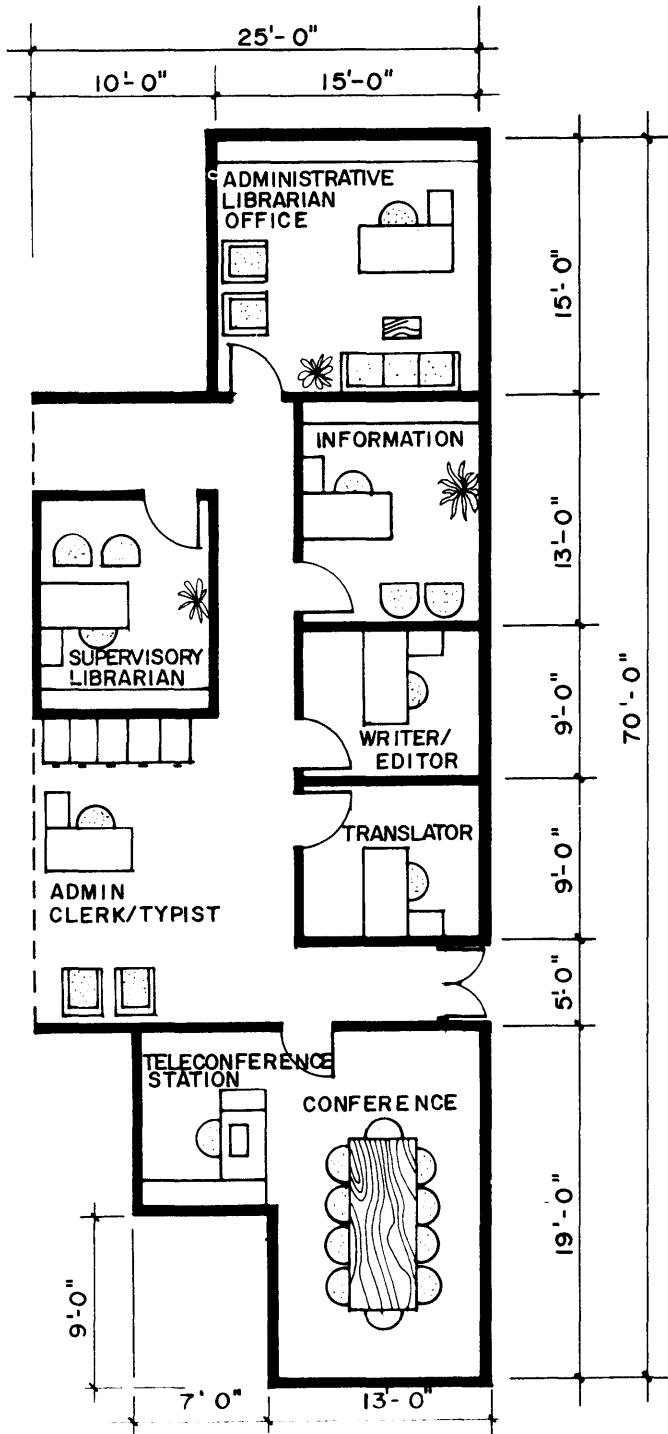 25'-0"
10'-0"
15'-0"
ADMINISTRATIVE
LIBRARIAN
OFFICE
15'-0"
INFORMATION
13'-0"
SUPERVISORY
LIBRARIAN
WRITER/
EDITOR
9'-0"
70'-0"
TRANSLATOR
9'-0"
ADMIN
CLERK/TYPIST
5'-0"
TELECONFERENCE
STATION
CONFERENCE
19'-0"
9'-0"
7' 0"
13'-0"